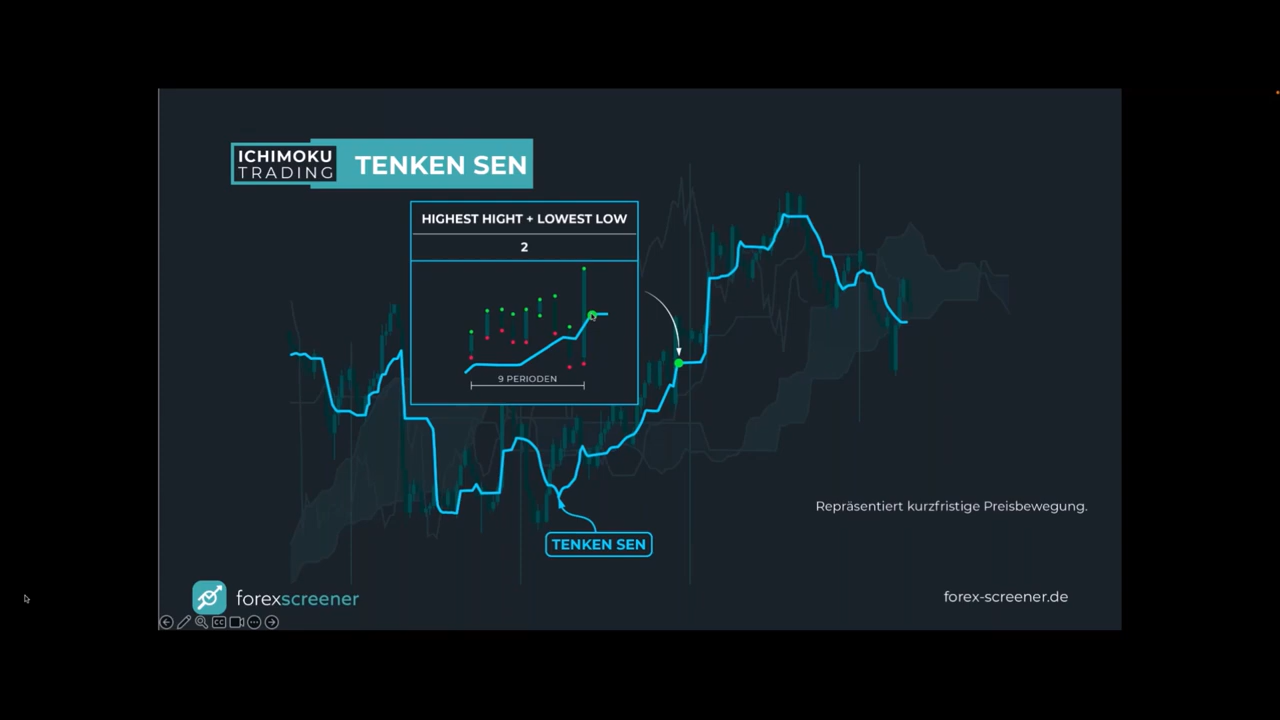 ICHIMOKU
TRADING
TENKEN SEN
HIGHEST HIGHT + LOWEST LOW
2
9 PERIODEN
Repräsentiert kurzfristige Preisbewegung.
TENKEN SEN
forexscreener
forex-screener.de
CC